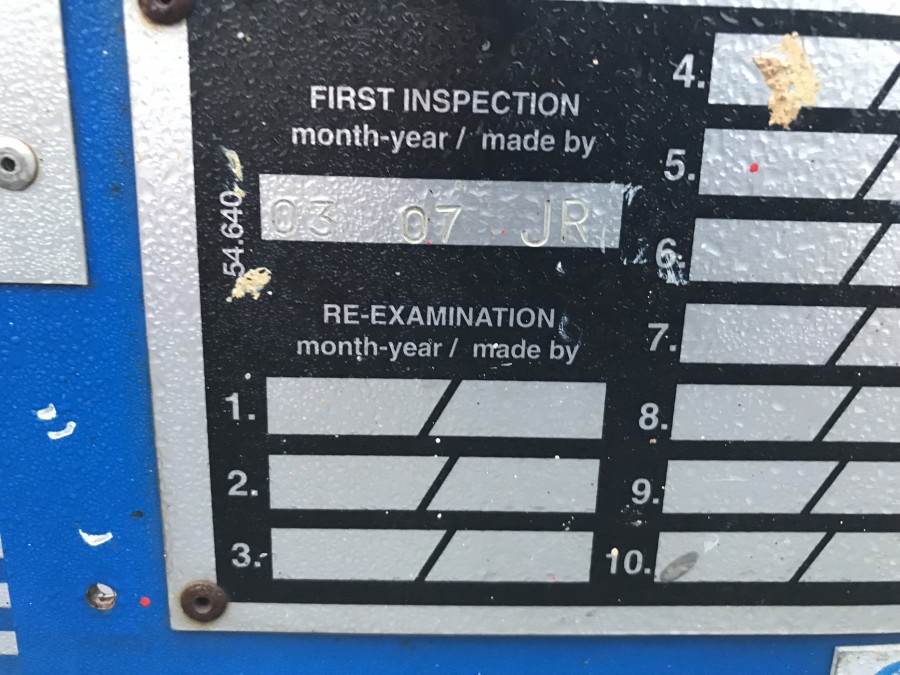 FIRST INSPECTION
month-year / made by
03 07 JR
54.640
RE-EXAMINATION
month-year / made by
1.
2.
3.
4.
5.
6.
7.
8.
9.
10.